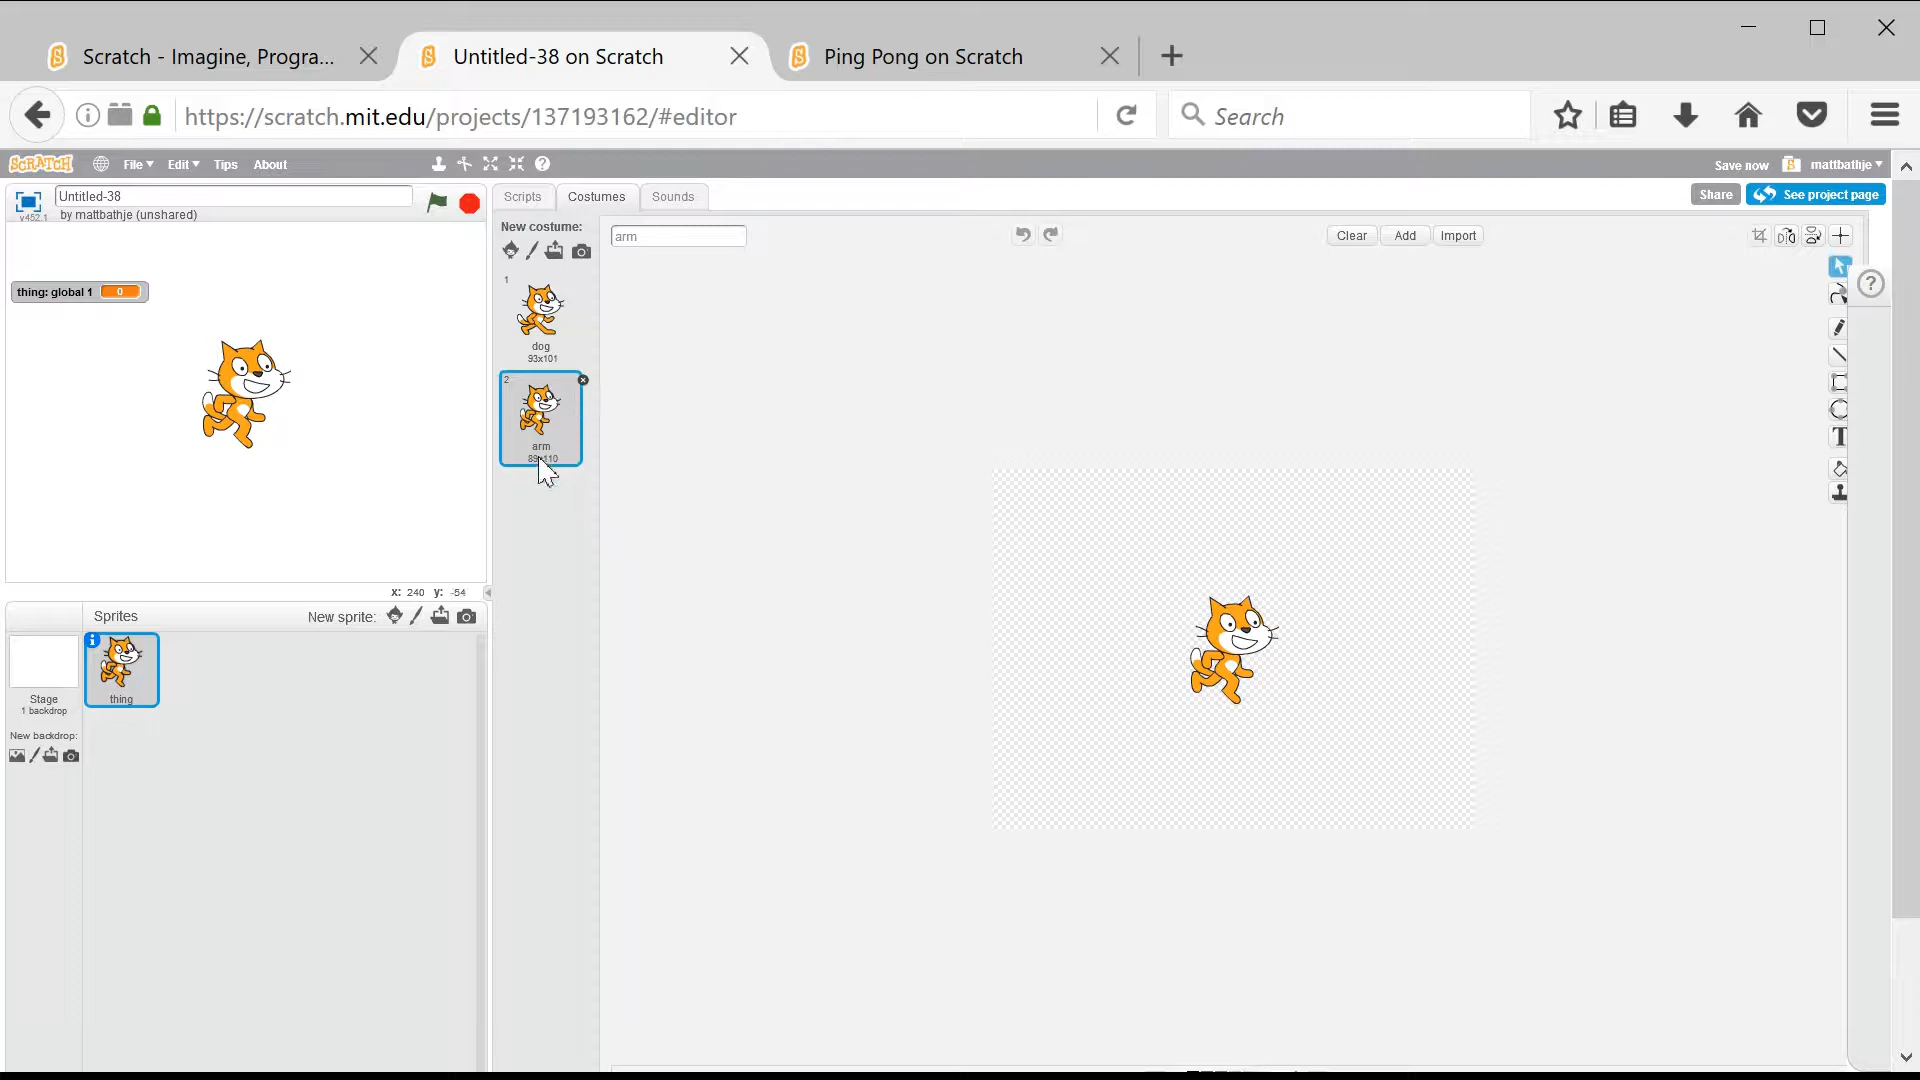 Scratch - Imagine, Progra...
Untitled-38 on Scratch
Ping Pong on Scratch
https://scratch.mit.edu/projects/137193162/#editor
Search
SCRATCH
File
Edit
Tips
About
Save now
mattbathje
Untitled-38
by mattbathje (unshared)
v452.1
Scripts
Costumes
Sounds
Share
See project page
New costume:
arm
Clear
Add
Import
thing: global 1 0
1
dog
93x101
2
arm
89x110
x: 240 y: -54
Sprites
New sprite:
thing
Stage
1 backdrop
New backdrop:
T